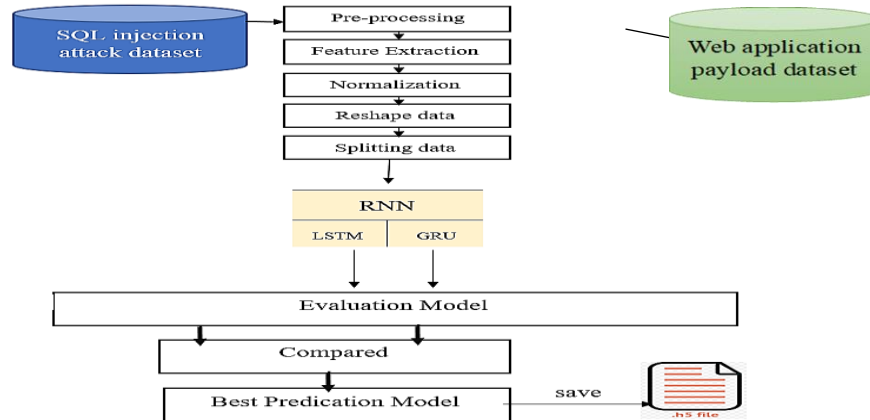 Pre-processing
SQL injection
attack dataset
Web application
payload dataset
Feature Extraction
Normalization
Reshape data
Splitting data
RNN
LSTM
GRU
Evaluation Model
Compared
Best Predication Model
save
.h5 file